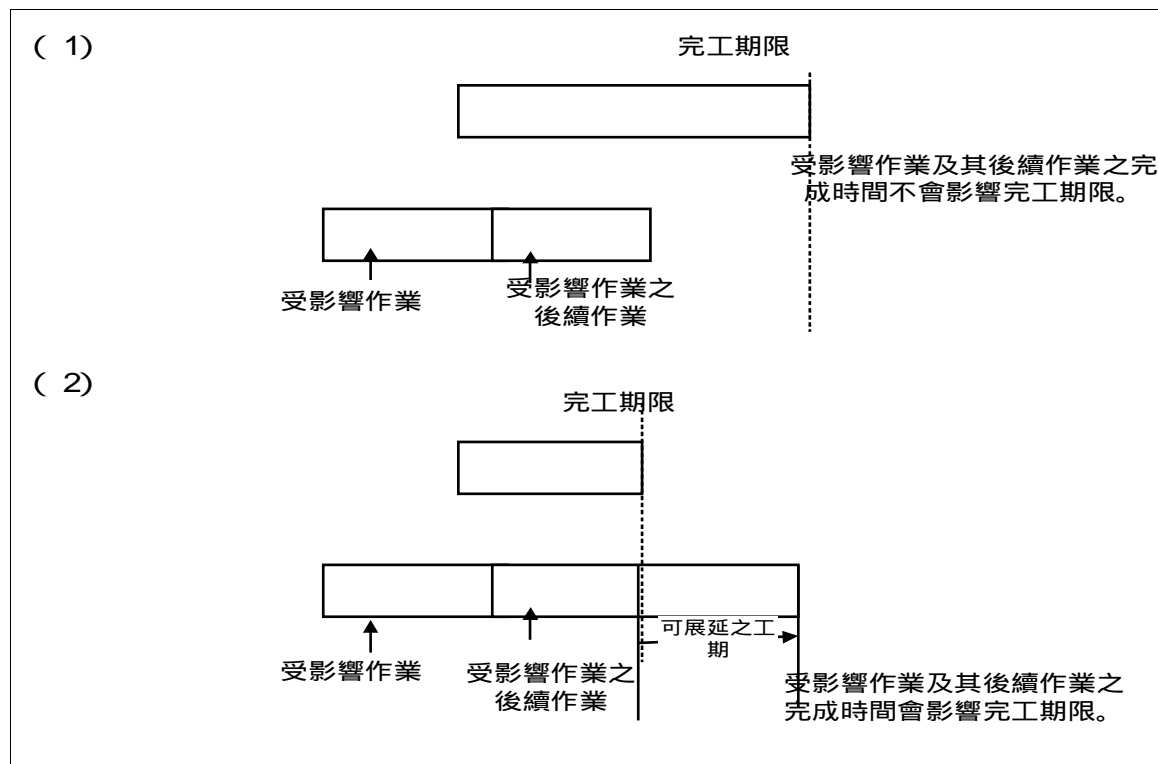 ( 1)
完工期限
受影響作業及其後續作業之完
成時間不會影響完工期限。
受影響作業
受影響作業之
後續作業
( 2)
完工期限
可展延之工
期
受影響作業
受影響作業之
後續作業
受影響作業及其後續作業之
完成時間會影響完工期限。